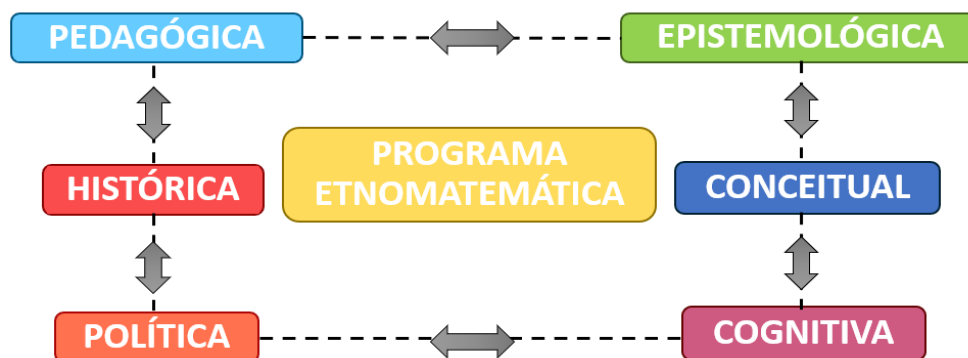 PEDAGÓGICA
EPISTEMOLÓGICA
PROGRAMA
ETNOMATEMÁTICA
HISTÓRICA
CONCEITUAL
POLÍTICA
COGNITIVA